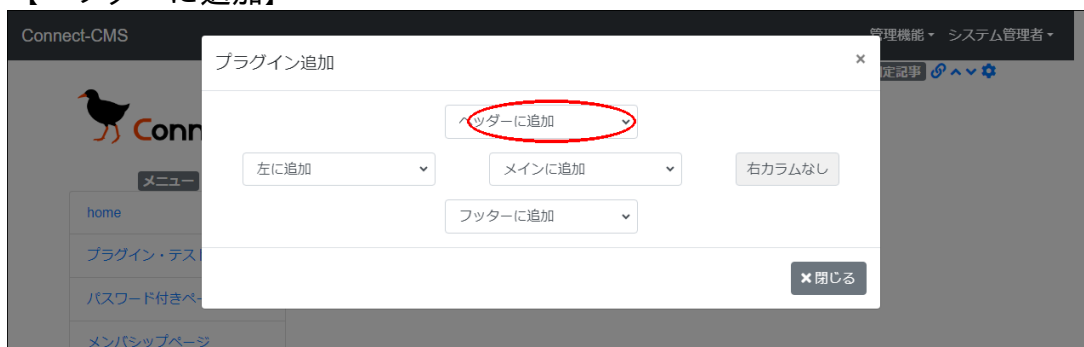 に追加】
Connect-CMS 管理機能 システム管理者
プラグイン追加 ×
定記事
Conn
ヘッダーに追加
左に追加 メインに追加 右カラムなし
メニュー
home
フッターに追加
プラグイン・テス
×閉じる
パスワード付きペー
メンバシップページ